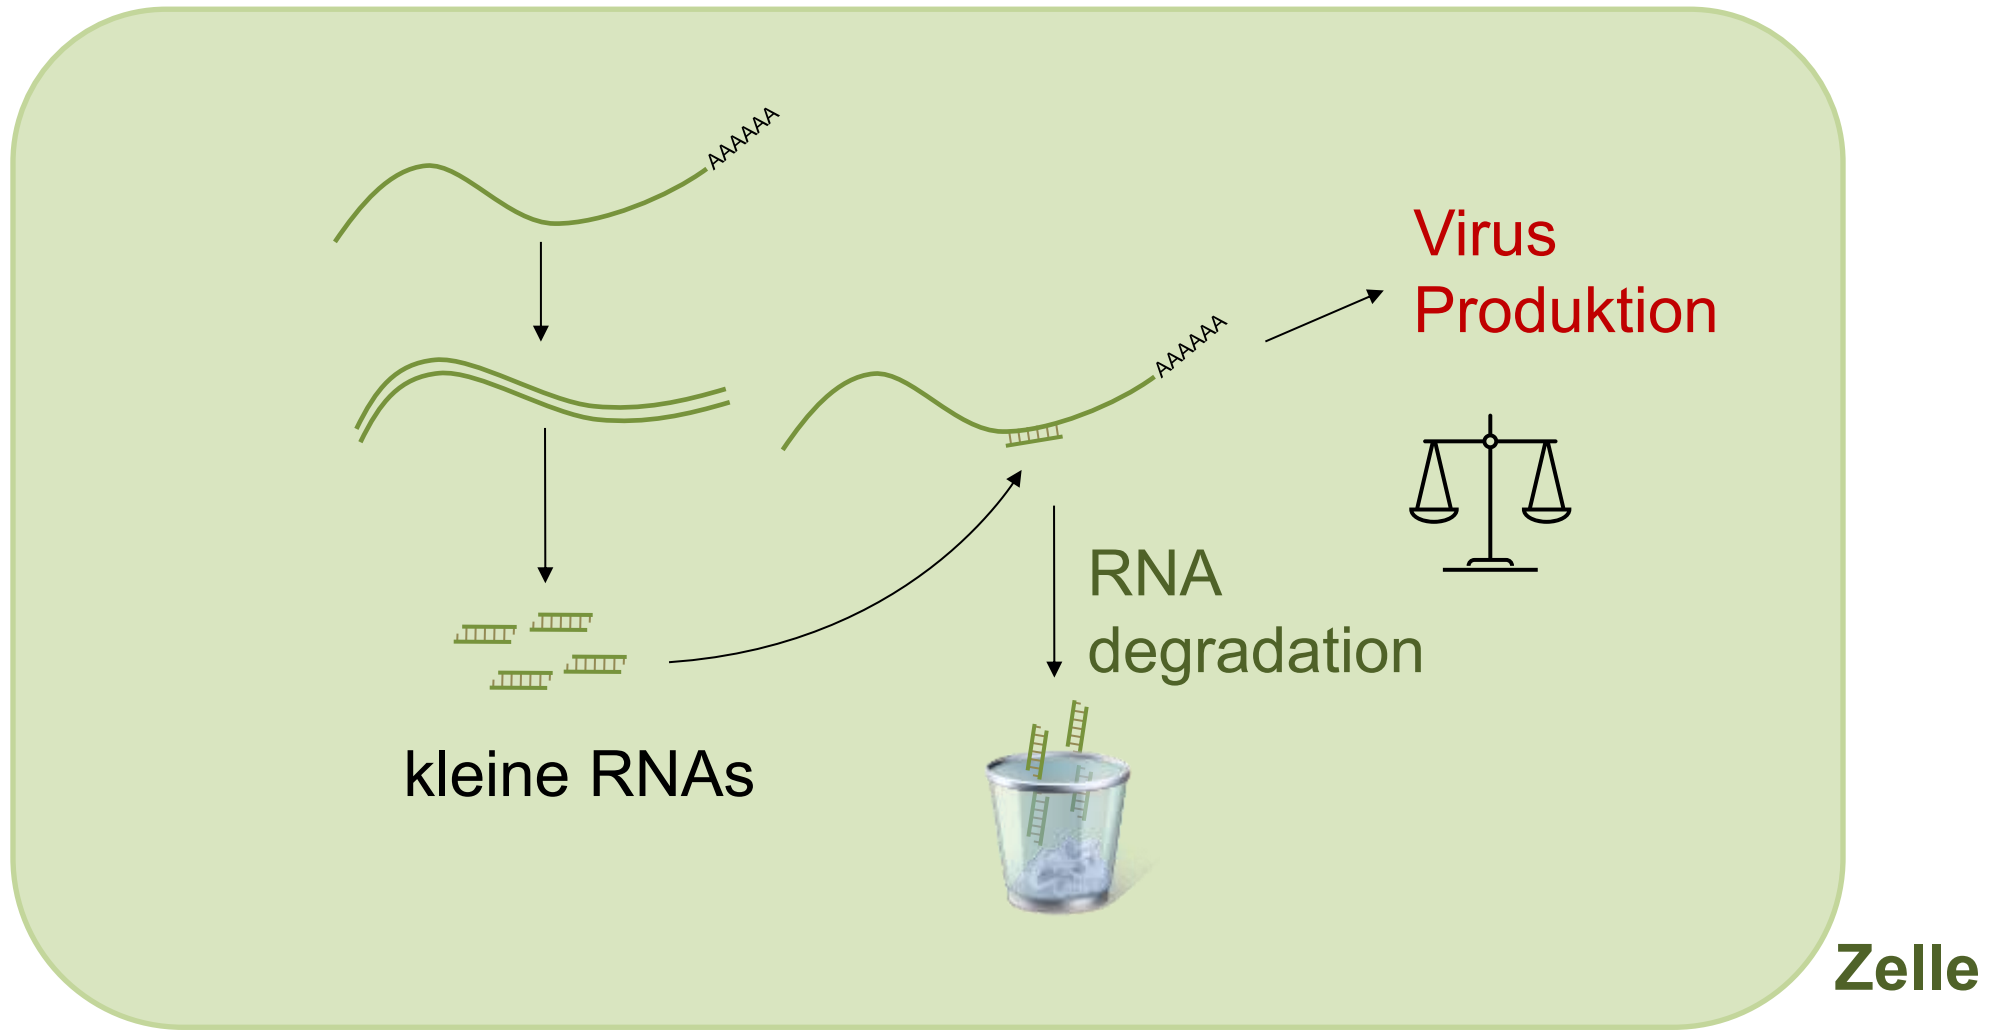 AAAAAA
Virus
Produktion
AAAAAA
RNA
degradation
kleine RNAs
Zelle